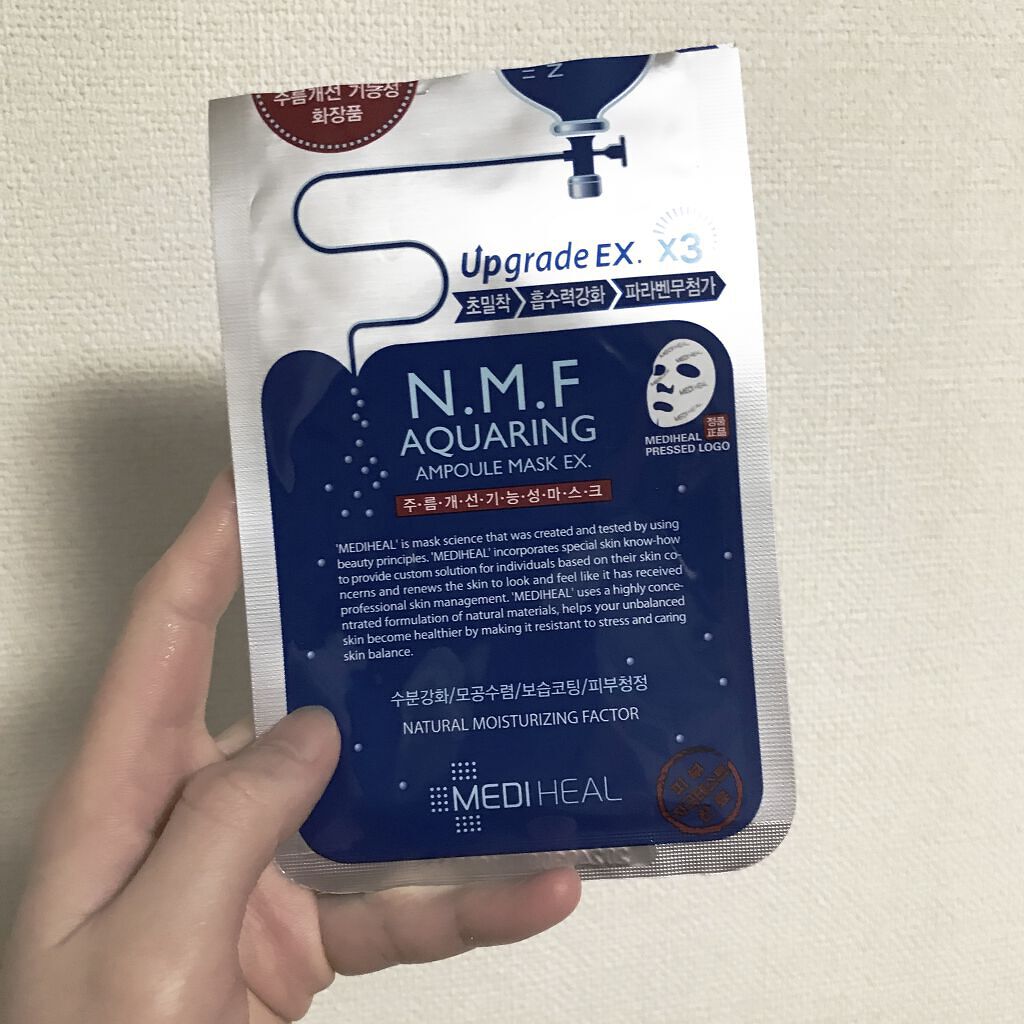 주름개선 기능성
화장품
Z
Upgrade EX. x3
초밀착 흡수력강화 파라벤무첨가
N.M.F
AQUARING
AMPOULE MASK EX.
주·름·개·선·기·능·성·마·스·크
MEDIHEAL
정품
正品
MEDIHEAL
PRESSED LOGO
'MEDIHEAL' is mask science that was created and tested by using
beauty principles. 'MEDIHEAL' incorporates special skin know-how
to provide custom solution for individuals based on their skin co-
ncerns and renews the skin to look and feel like it has received
professional skin management. 'MEDIHEAL' uses a highly conce-
ntrated formulation of natural materials, helps your unbalanced
skin become healthier by making it resistant to stress and caring
skin balance.
수분강화/모공수렴/보습코팅/피부청정
NATURAL MOISTURIZING FACTOR
MEDIHEAL
피부